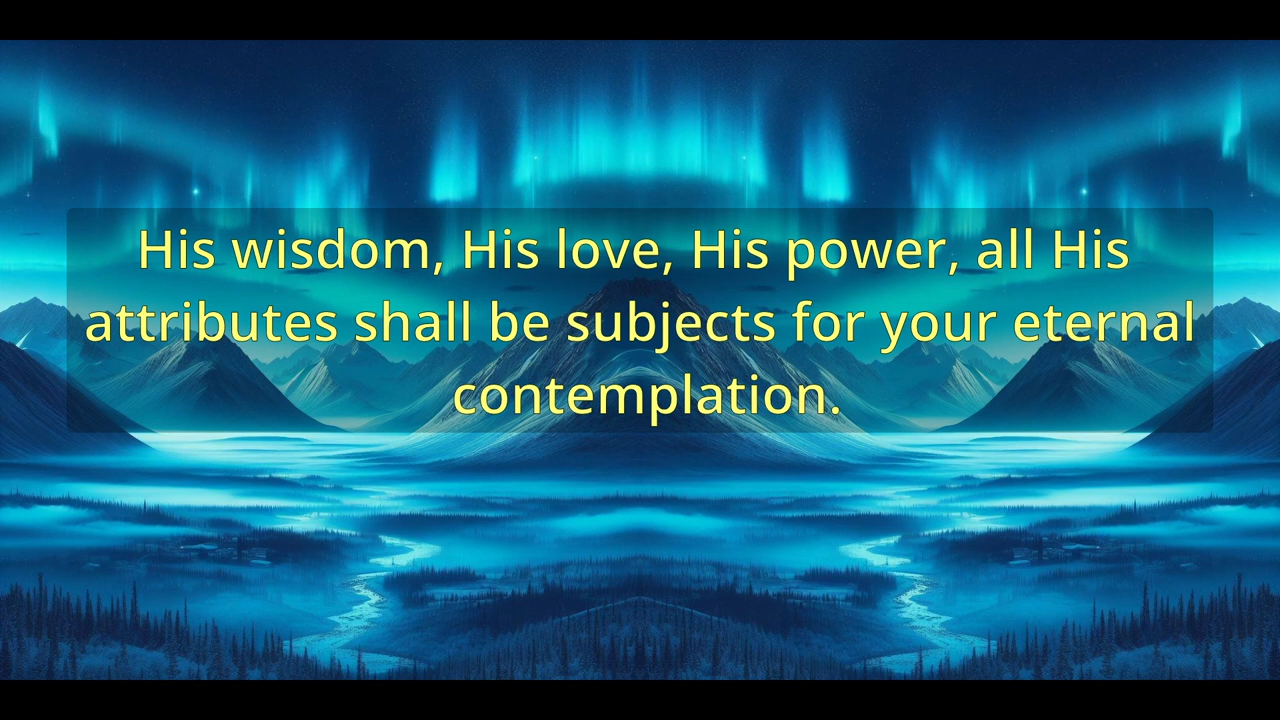 His wisdom, His love, His power, all His
attributes shall be subjects for your eternal
contemplation.